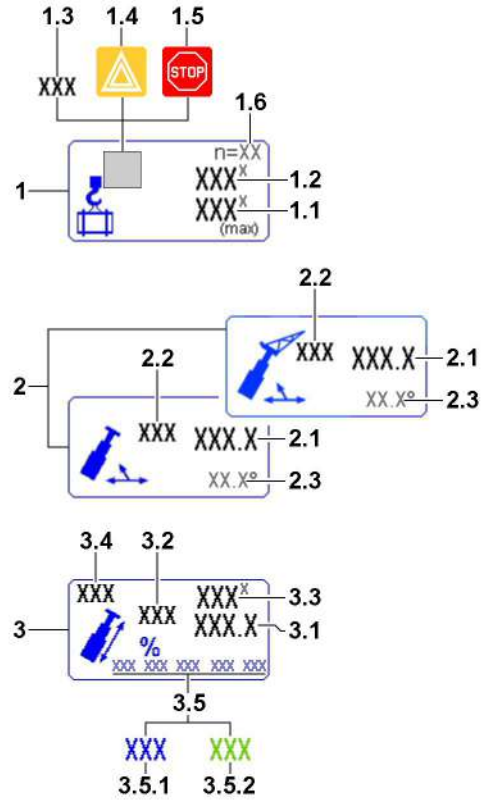 1.3 1.4 1.5
XXX STOP
1.6
n=XX
1 XXX^x 1.2
XXX^x 1.1
(max)
2.2
XXX XXX.X 2.1
2 2.2
XX.X° 2.3
XXX XXX.X 2.1
XX.X° 2.3
3.4 3.2
XXX XXX^x 3.3
3 XXX XXX.X 3.1
%
XXX XXX XXX XXX XXX
3.5
XXX XXX
3.5.1 3.5.2